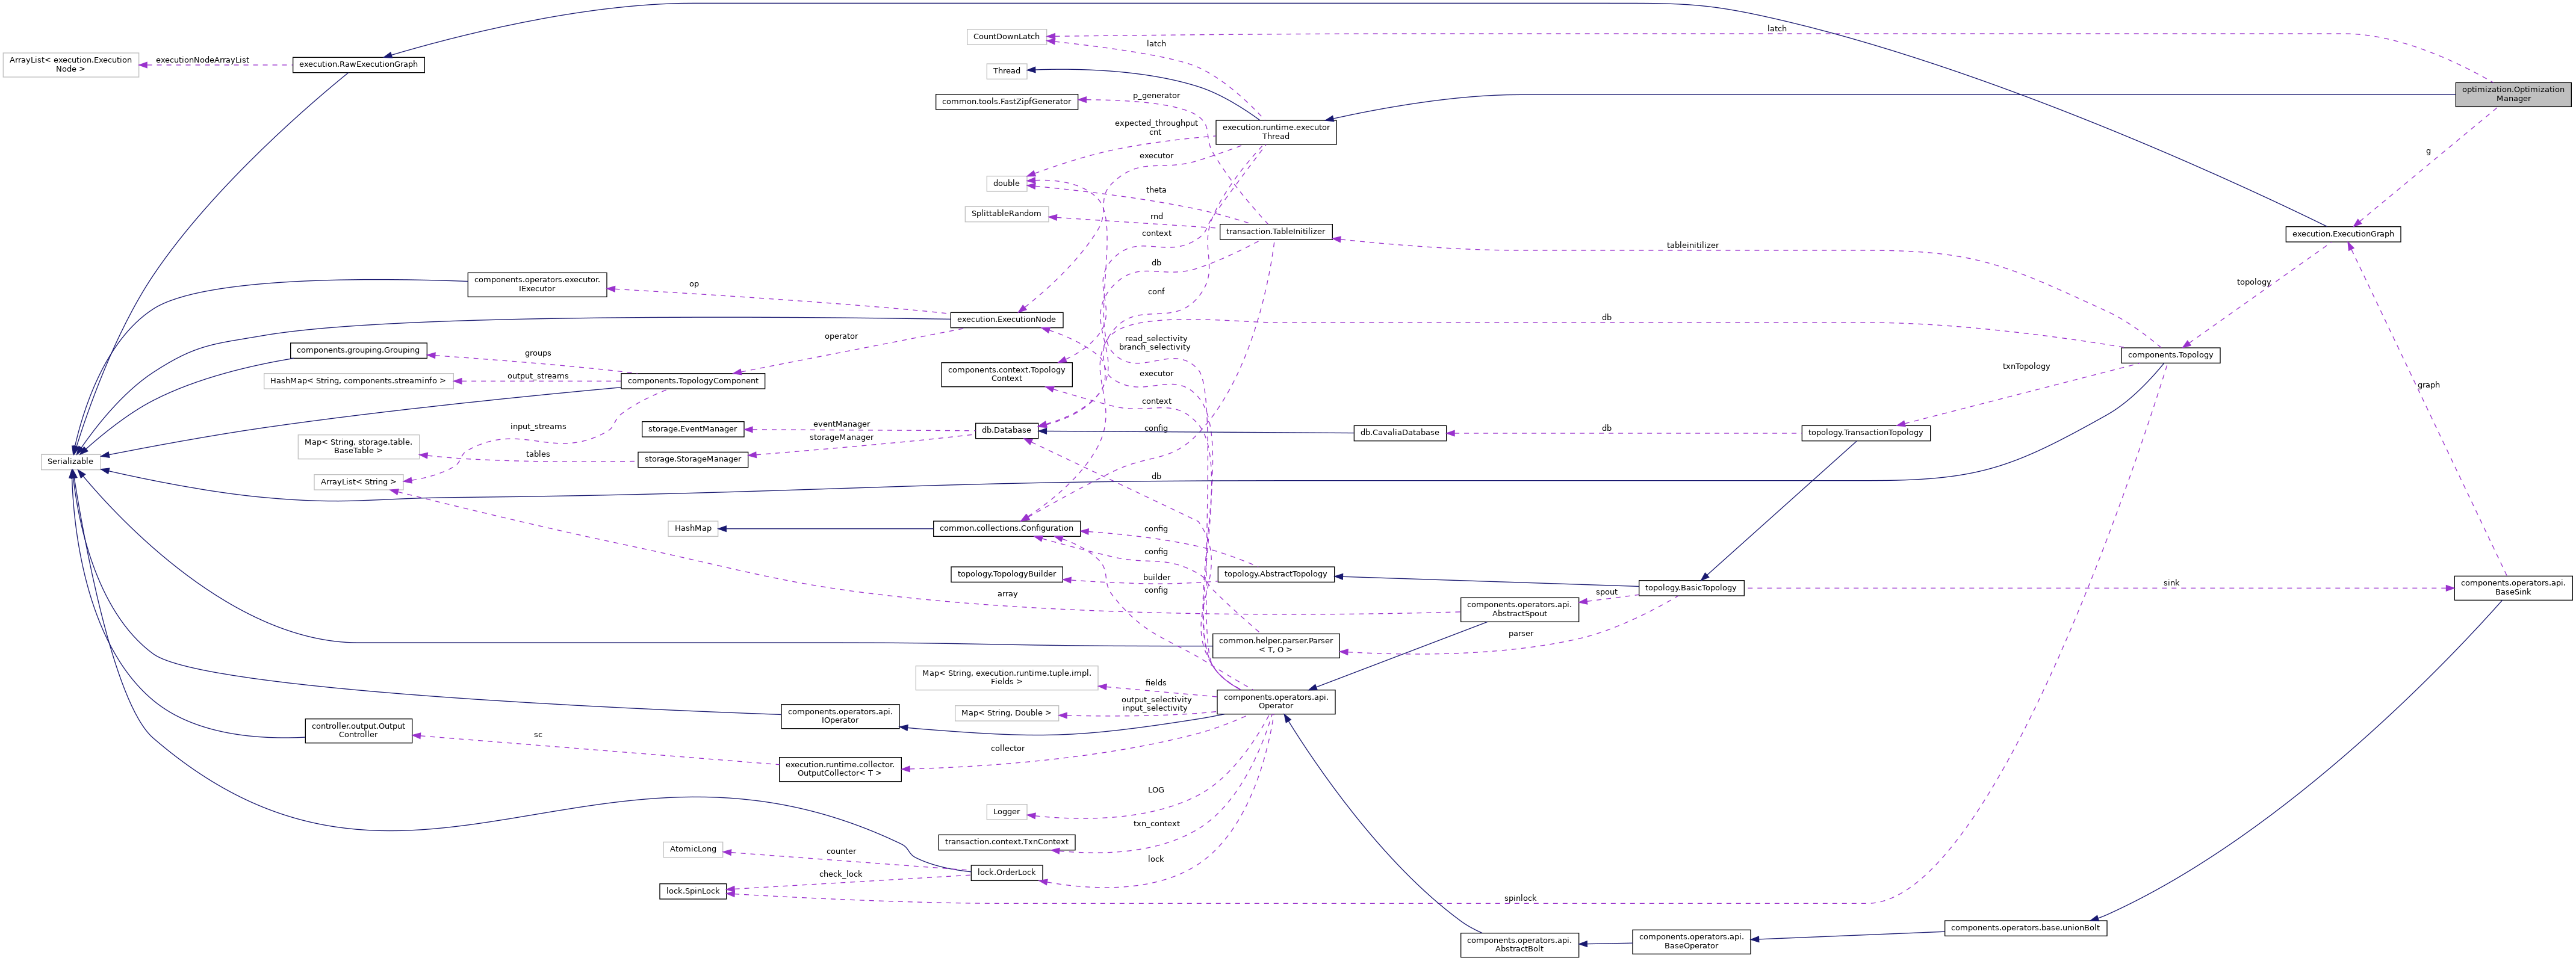 latch
CountDownLatch
latch
ArrayList< execution.Execution
Node >
executionNodeArrayList
execution.RawExecutionGraph
Thread
optimization.Optimization
Manager
common.tools.FastZipfGenerator
p_generator
expected_throughput
cnt
execution.runtime.executor
Thread
executor
g
double
theta
SplittableRandom
rnd
transaction.TableInitilizer
context
tableinitilizer
execution.ExecutionGraph
db
components.operators.executor.
IExecutor
op
conf
topology
execution.ExecutionNode
db
operator
read_selectivity
branch_selectivity
components.grouping.Grouping
groups
components.Topology
HashMap< String, components.streaminfo >
output_streams
components.TopologyComponent
components.context.Topology
Context
executor
txnTopology
graph
context
input_streams
eventManager
storage.EventManager
db.Database
config
db.CavaliaDatabase
db
topology.TransactionTopology
Map< String, storage.table.
BaseTable >
storageManager
tables
storage.StorageManager
Serializable
ArrayList< String >
db
HashMap
common.collections.Configuration
config
config
topology.TopologyBuilder
builder
config
topology.AbstractTopology
array
topology.BasicTopology
sink
components.operators.api.
BaseSink
spout
components.operators.api.
AbstractSpout
parser
common.helper.parser.Parser
< T, O >
Map< String, execution.runtime.tuple.impl.
Fields >
fields
output_selectivity
input_selectivity
components.operators.api.
Operator
Map< String, Double >
components.operators.api.
IOperator
controller.output.Output
Controller
sc
collector
execution.runtime.collector.
OutputCollector< T >
LOG
Logger
txn_context
transaction.context.TxnContext
AtomicLong
counter
lock
check_lock
lock.OrderLock
lock.SpinLock
spinlock
components.operators.api.
AbstractBolt
components.operators.api.
BaseOperator
components.operators.base.unionBolt